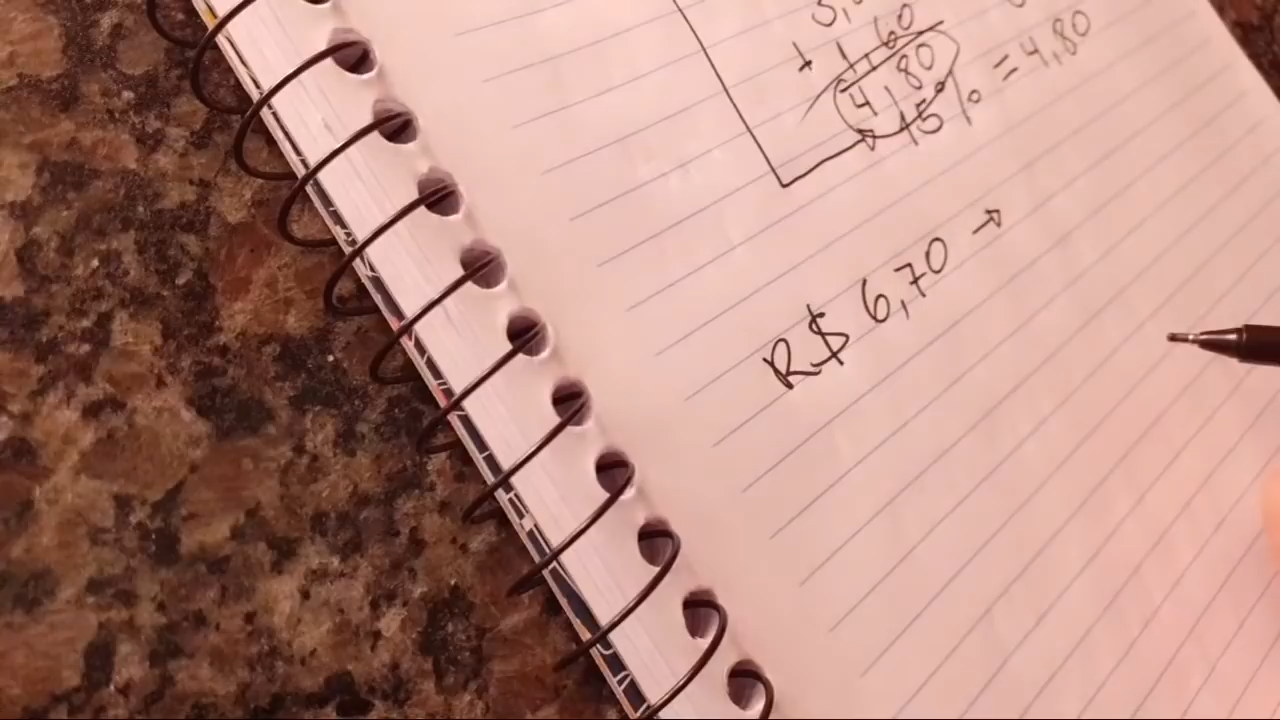 + 1,60
4,80
15% = 4,80
R$ 6,70 →